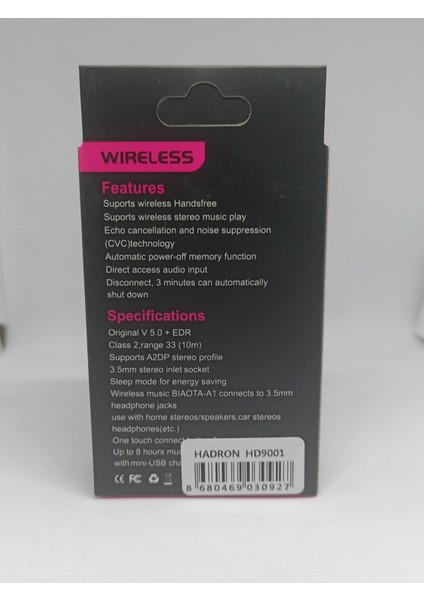 WIRELESS
Features
Suports wireless Handsfree
Supports wireless stereo music play
Echo cancellation and noise suppression
(CVC)technology
Automatic power-off memory function
Direct access audio input
Disconnect, 3 minutes can automatically
shut down
Specifications
Original V 5.0 + EDR
Class 2,range 33 (10m)
Supports A2DP stereo profile
3.5mm stereo inlet socket
Sleep mode for energy saving
Wireless music BIAOTA-A1 connects to 3.5mm
headphone jacks
use with home stereos/speakers,car stereos
headphones(etc.)
One touch connect
Up to 8 hours
with mini-USB
HADRON HD9001
8 680469 030927
CE FC